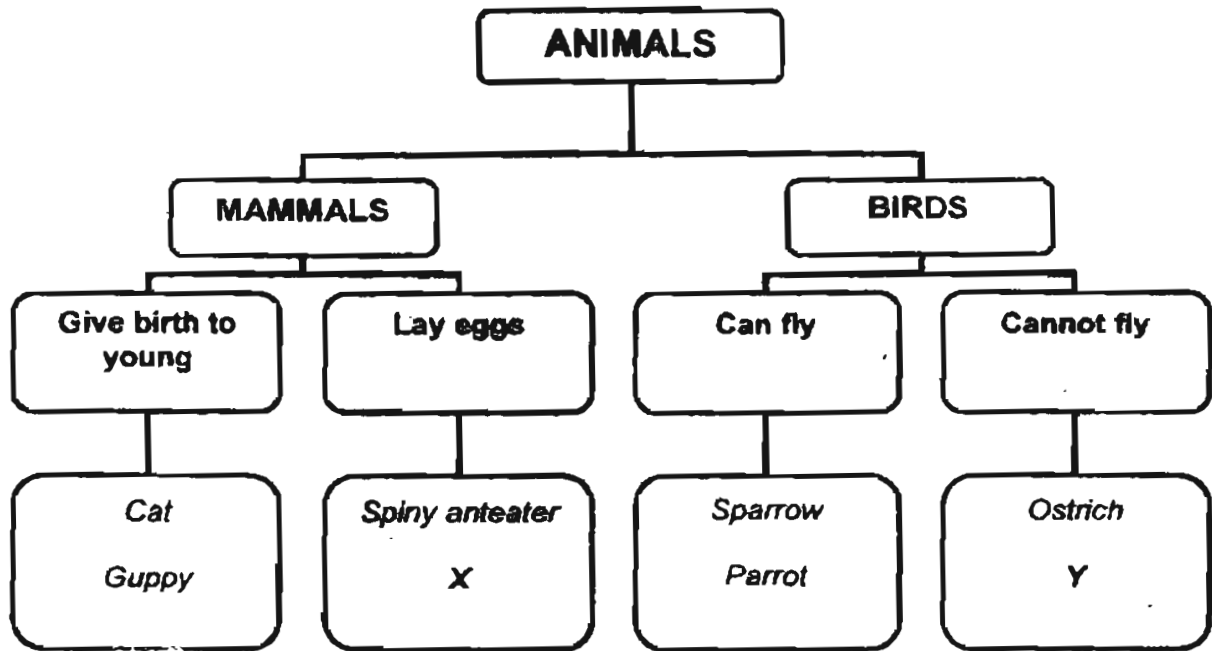 ANIMALS
MAMMALS
BIRDS
Give birth to
young
Lay eggs
Can fly
Cannot fly
Cat
Guppy
Spiny anteater
X
Sparrow
Parrot
Ostrich
Y